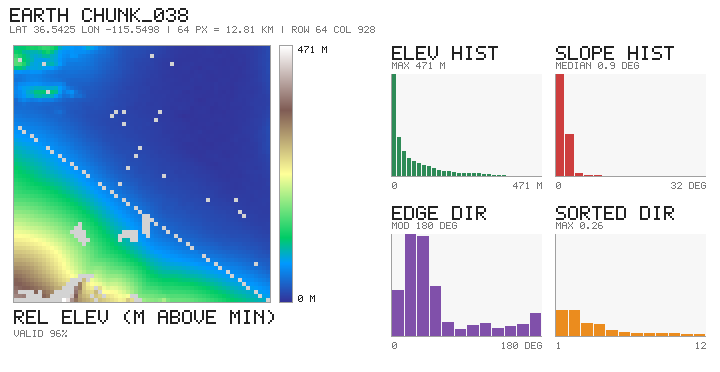 EARTH CHUNK_038
LAT 36.5425 LON -115.5498 | 64 PX = 12.81 KM | ROW 64 COL 928
471 M
0 M
REL ELEV (M ABOVE MIN)
VALID 96%
ELEV HIST
MAX 471 M
0 471 M
SLOPE HIST
MEDIAN 0.9 DEG
0 32 DEG
EDGE DIR
MOD 180 DEG
0 180 DEG
SORTED DIR
MAX 0.26
1 12